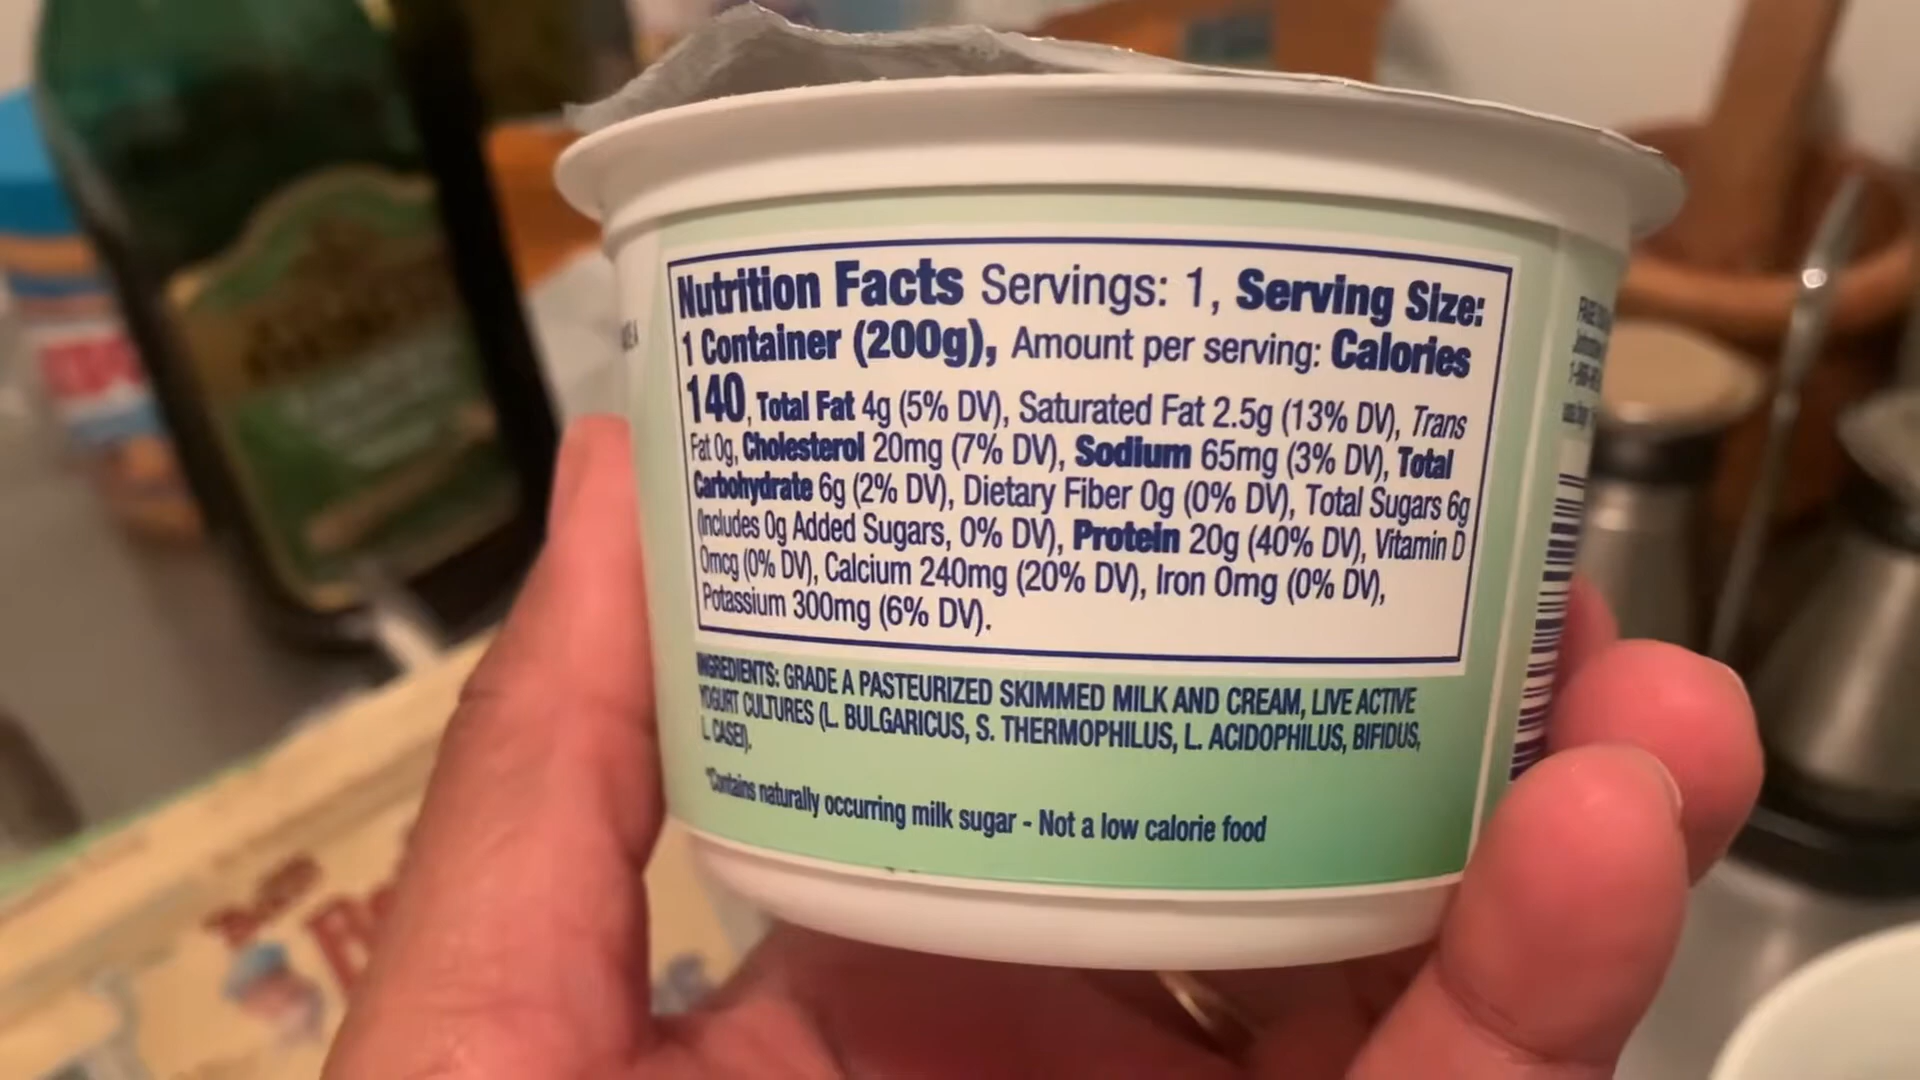 Nutrition Facts Servings: 1, Serving Size:
1 Container (200g), Amount per serving: Calories
140, Total Fat 4g (5% DV), Saturated Fat 2.5g (13% DV), Trans
Fat 0g, Cholesterol 20mg (7% DV), Sodium 65mg (3% DV), Total
Carbohydrate 6g (2% DV), Dietary Fiber 0g (0% DV), Total Sugars 6g
(Includes 0g Added Sugars, 0% DV), Protein 20g (40% DV), Vitamin D
0mcg (0% DV), Calcium 240mg (20% DV), Iron 0mg (0% DV),
Potassium 300mg (6% DV).
INGREDIENTS: GRADE A PASTEURIZED SKIMMED MILK AND CREAM, LIVE ACTIVE
YOGURT CULTURES (L. BULGARICUS, S. THERMOPHILUS, L. ACIDOPHILUS, BIFIDUS,
L. CASEI).
*Contains naturally occurring milk sugar - Not a low calorie food